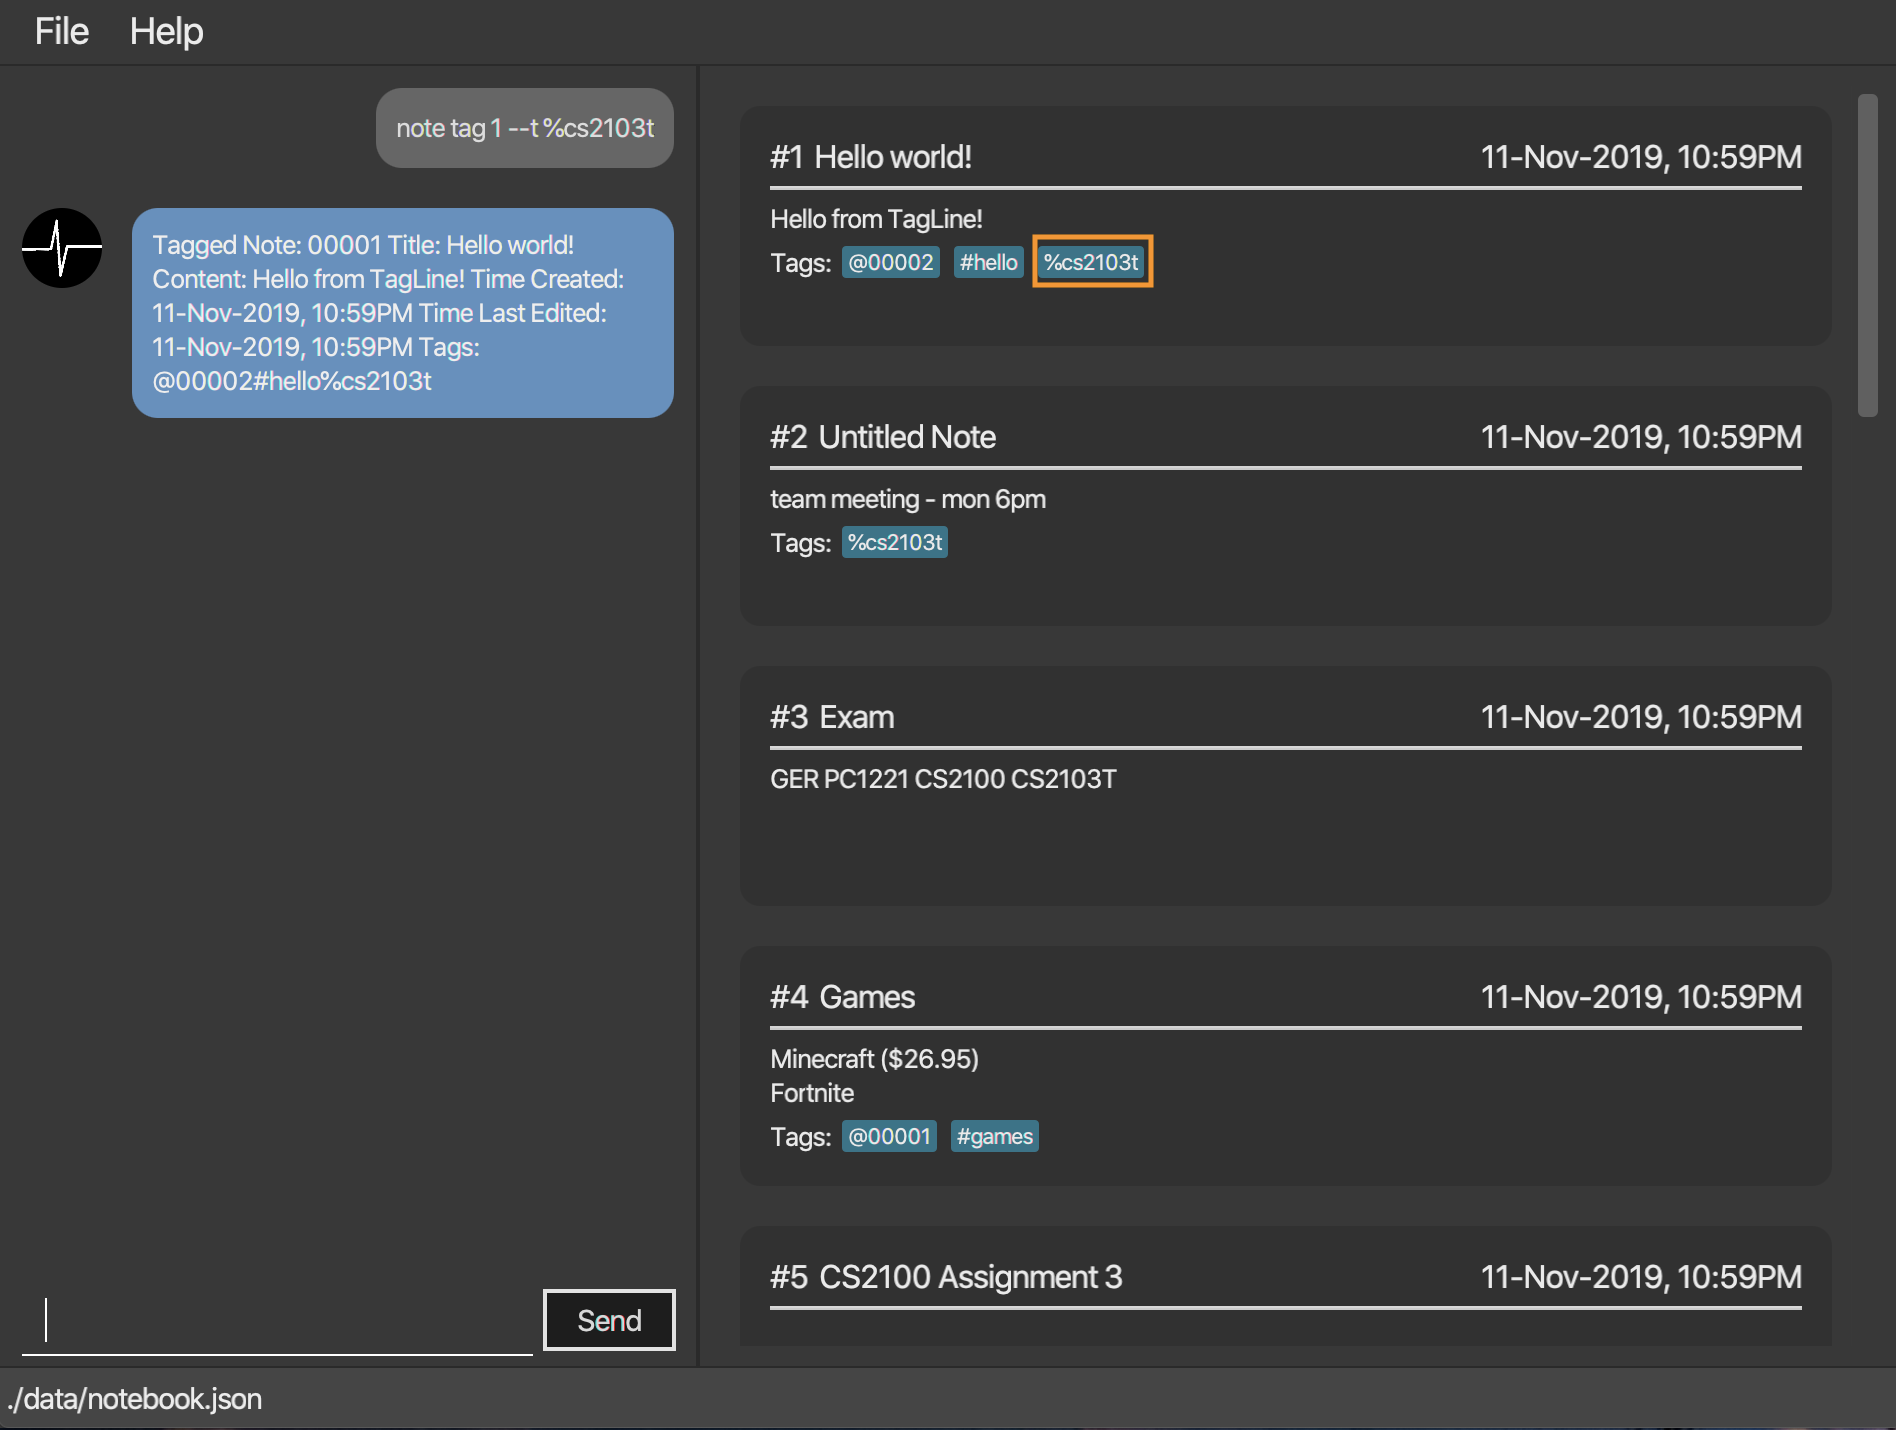 File Help
note tag 1 --t %cs2103t
Tagged Note: 00001 Title: Hello world!
Content: Hello from TagLine! Time Created:
11-Nov-2019, 10:59PM Time Last Edited:
11-Nov-2019, 10:59PM Tags:
@00002#hello%cs2103t
Send
#1 Hello world! 11-Nov-2019, 10:59PM
Hello from TagLine!
Tags: @00002 #hello %cs2103t
#2 Untitled Note 11-Nov-2019, 10:59PM
team meeting - mon 6pm
Tags: %cs2103t
#3 Exam 11-Nov-2019, 10:59PM
GER PC1221 CS2100 CS2103T
#4 Games 11-Nov-2019, 10:59PM
Minecraft ($26.95)
Fortnite
Tags: @00001 #games
#5 CS2100 Assignment 3 11-Nov-2019, 10:59PM
./data/notebook.json